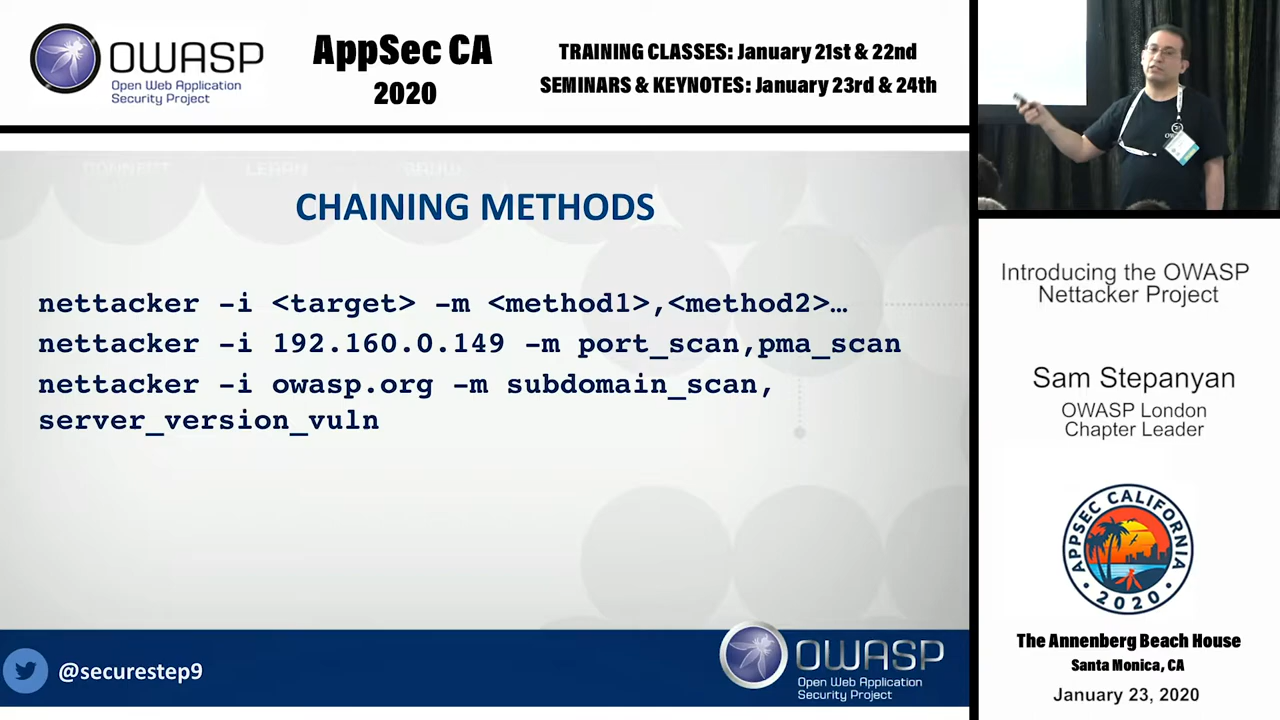 OWASP
Open Web Application
Security Project
AppSec CA
2020
TRAINING CLASSES: January 21st & 22nd
SEMINARS & KEYNOTES: January 23rd & 24th
CONNECT LEARN GROW
CHAINING METHODS
nettacker -i <target> -m <method1>,<method2>…
nettacker -i 192.160.0.149 -m port_scan,pma_scan
nettacker -i owasp.org -m subdomain_scan,
server_version_vuln
@securestep9
OWASP
Open Web Application
Security Project
Introducing the OWASP
Nettacker Project
Sam Stepanyan
OWASP London
Chapter Leader
APPSEC CALIFORNIA
2020
The Annenberg Beach House
Santa Monica, CA
January 23, 2020